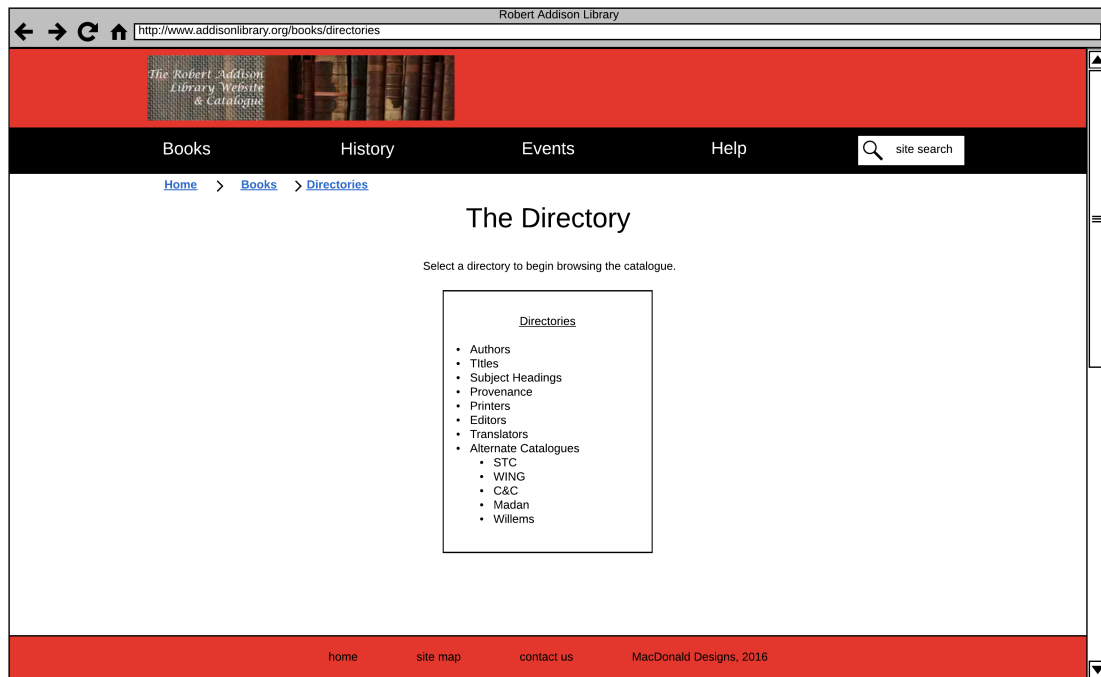 Robert Addison Library
http://www.addisonlibrary.org/books/directories
The Robert Addison
Library Website
& Catalogue
Books History Events Help site search
Home > Books > Directories
The Directory
Select a directory to begin browsing the catalogue.
Directories
• Authors
• TItles
• Subject Headings
• Provenance
• Printers
• Editors
• Translators
• Alternate Catalogues
• STC
• WING
• C&C
• Madan
• Willems
home site map contact us MacDonald Designs, 2016